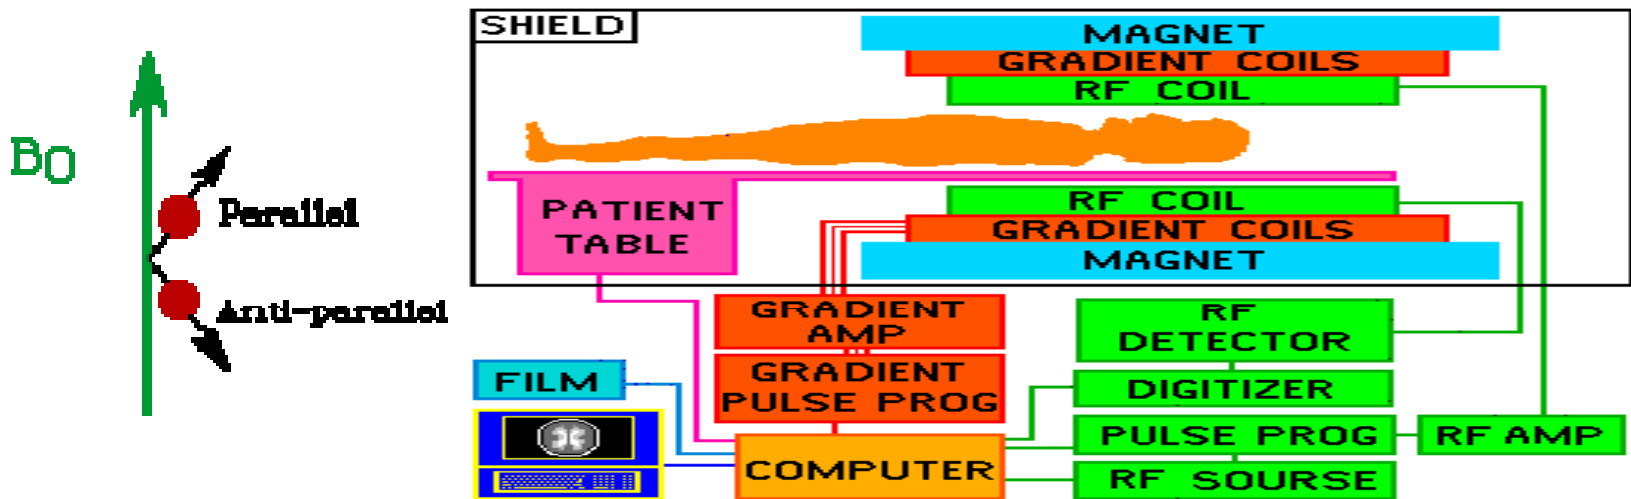 B0
Parallel
Anti-parallel
SHIELD
MAGNET
GRADIENT COILS
RF COIL
PATIENT
TABLE
RF COIL
GRADIENT COILS
MAGNET
GRADIENT
AMP
GRADIENT
PULSE PROG
FILM
COMPUTER
RF
DETECTOR
DIGITIZER
PULSE PROG
RF AMP
RF SOURSE